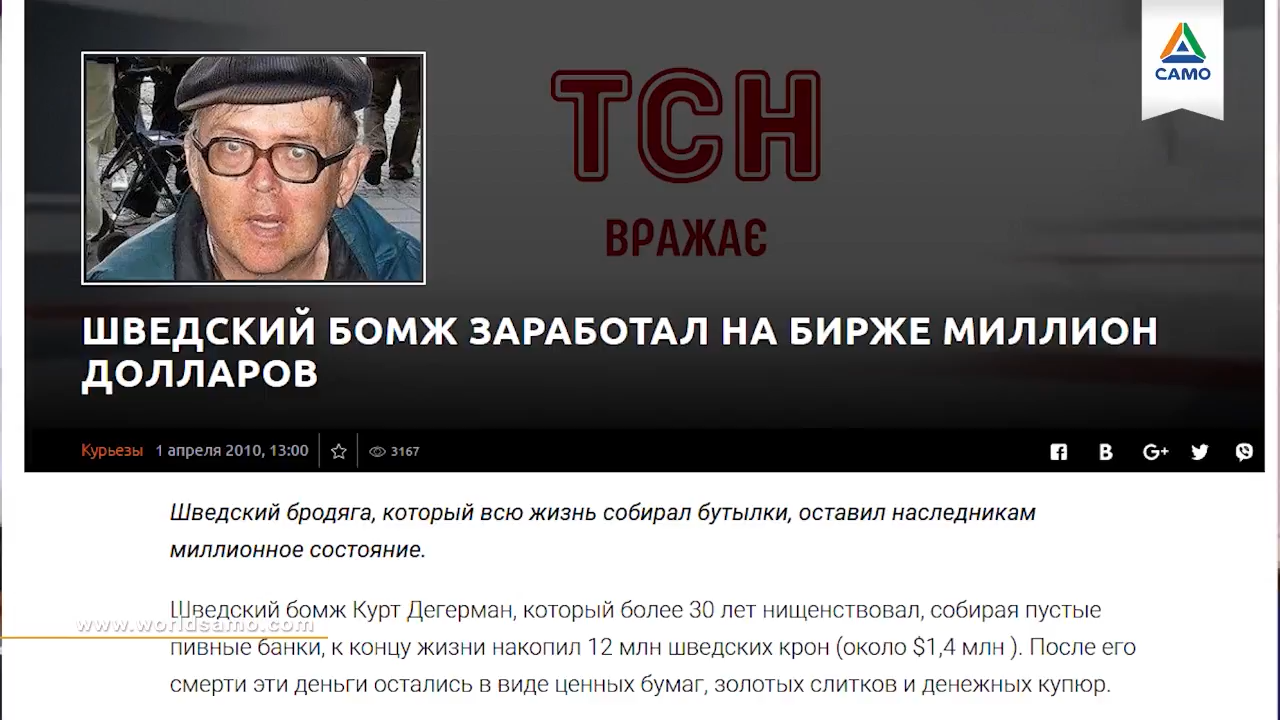 САМО
ТСН
ВРАЖАЄ
ШВЕДСКИЙ БОМЖ ЗАРАБОТАЛ НА БИРЖЕ МИЛЛИОН
ДОЛЛАРОВ
Курьезы 1 апреля 2010, 13:00 3167
Шведский бродяга, который всю жизнь собирал бутылки, оставил наследникам
миллионное состояние.
Шведский бомж Курт Дегерман, который более 30 лет нищенствовал, собирая пустые
www.worldsamo.com
пивные банки, к концу жизни накопил 12 млн шведских крон (около $1,4 млн ). После его
смерти эти деньги остались в виде ценных бумаг, золотых слитков и денежных купюр.